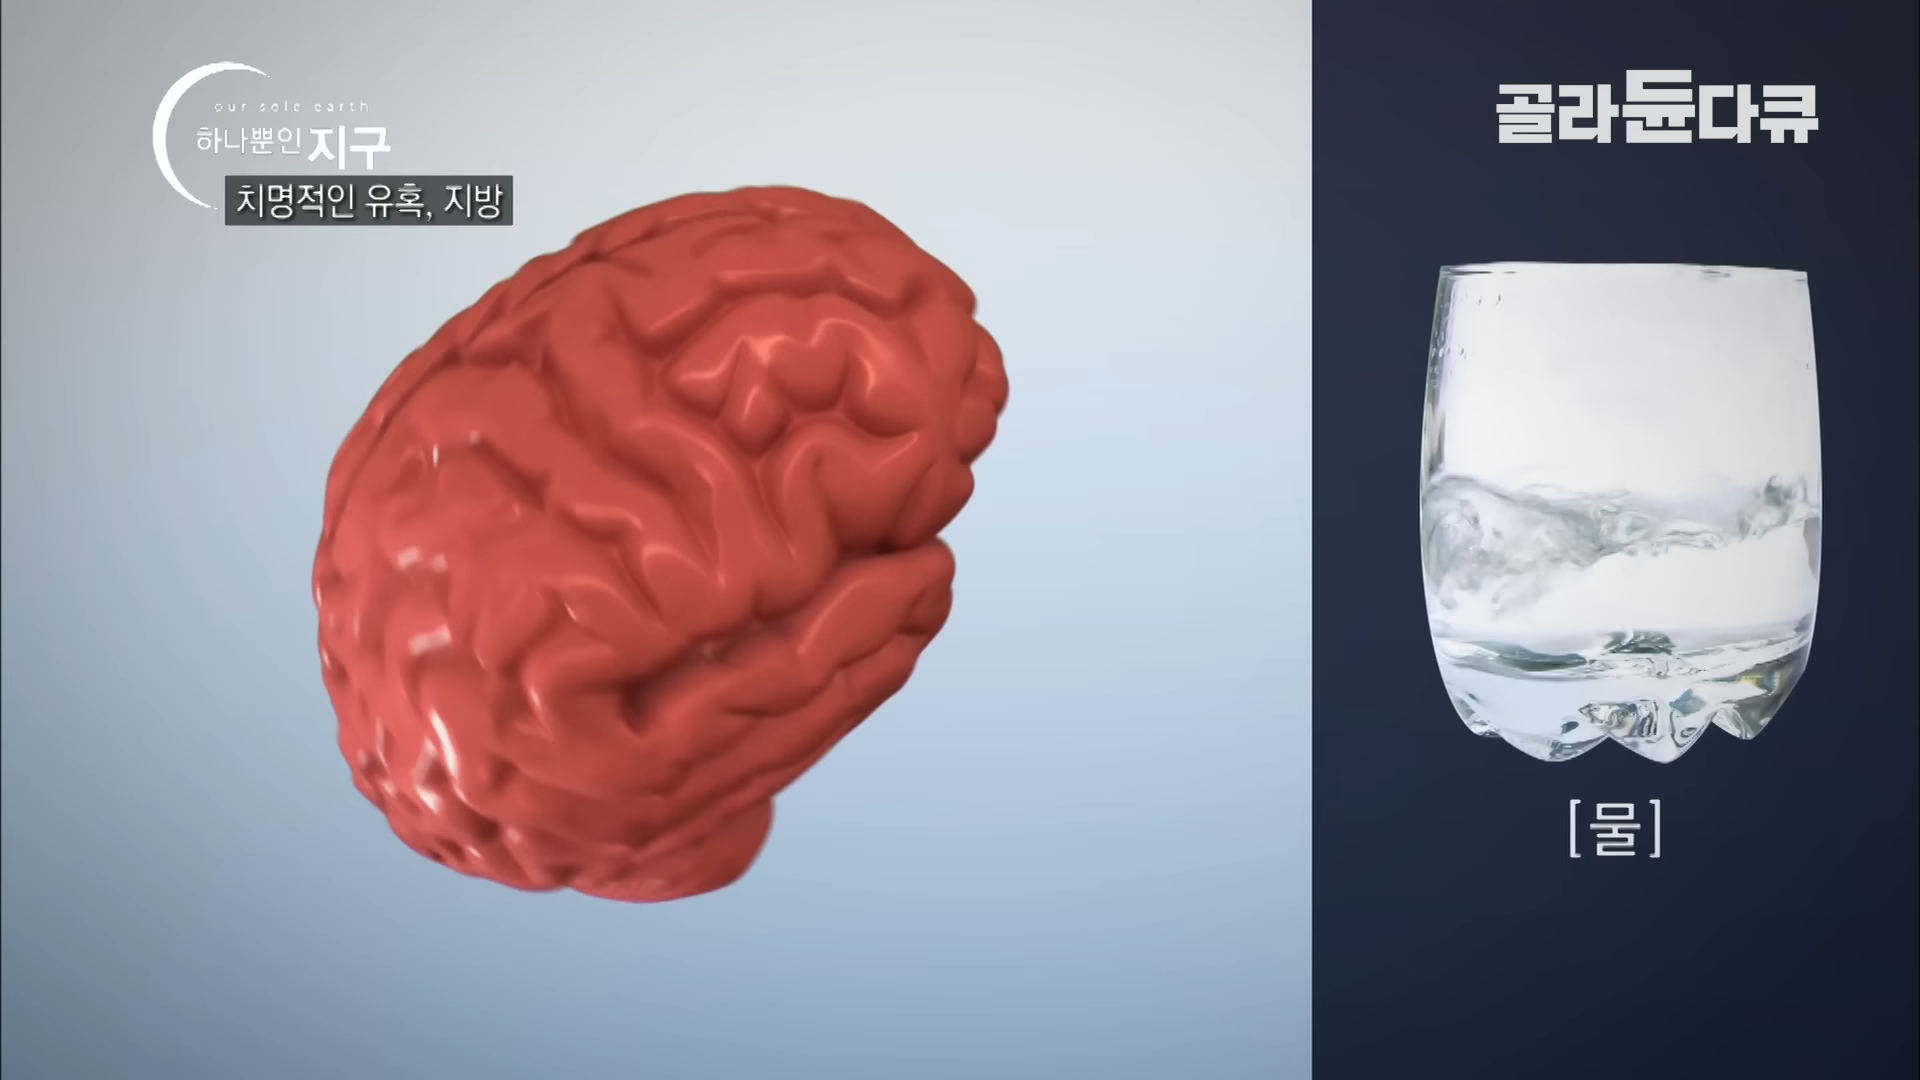 our sole earth
하나뿐인 지구
치명적인 유혹, 지방
골라둔다큐
[물]